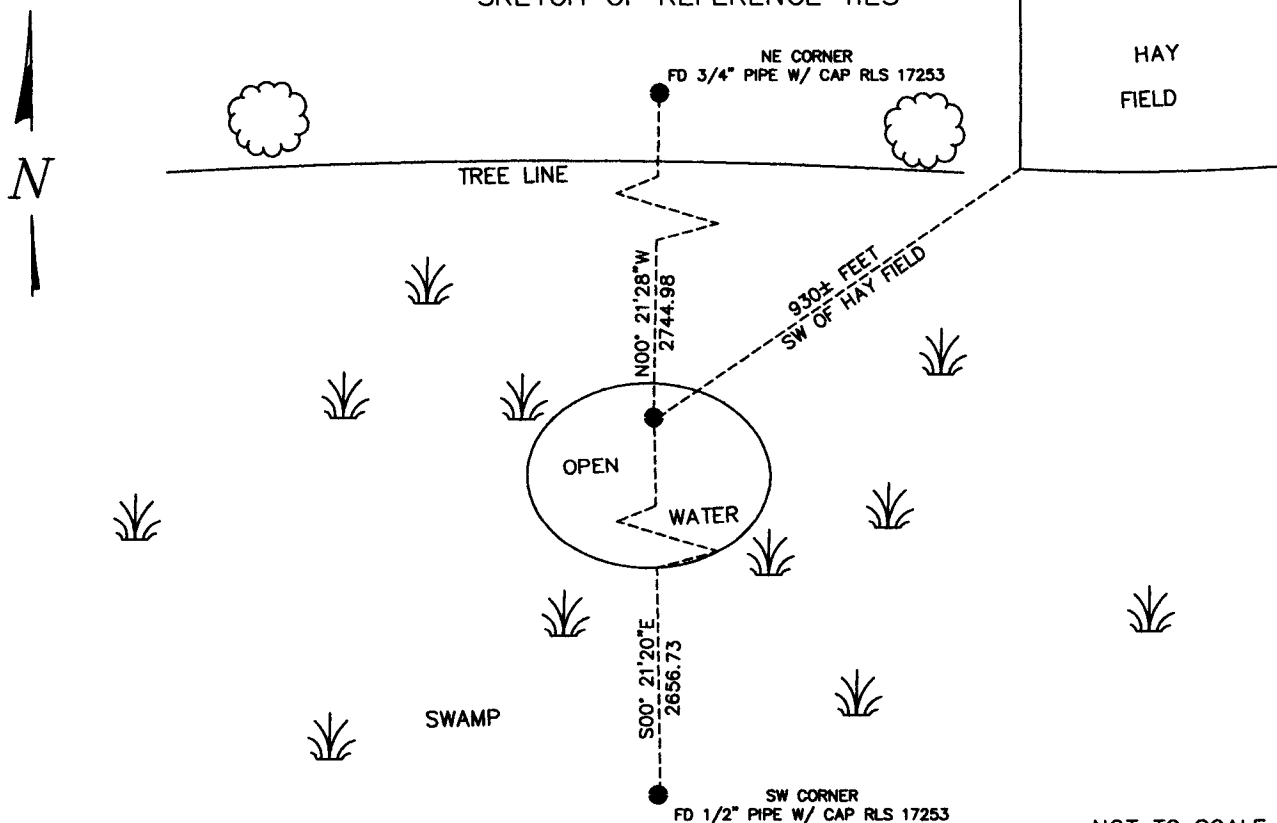 SKETCH OF REFERENCE TIES
NE CORNER
FD 3/4" PIPE W/ CAP RLS 17253
HAY
FIELD
N
TREE LINE
N00° 21'28"W
2744.98
930± FEET
SW OF HAY FIELD
OPEN
WATER
S00° 21'20"E
2656.73
SWAMP
SW CORNER
FD 1/2" PIPE W/ CAP RLS 17253
NOT TO SCALE